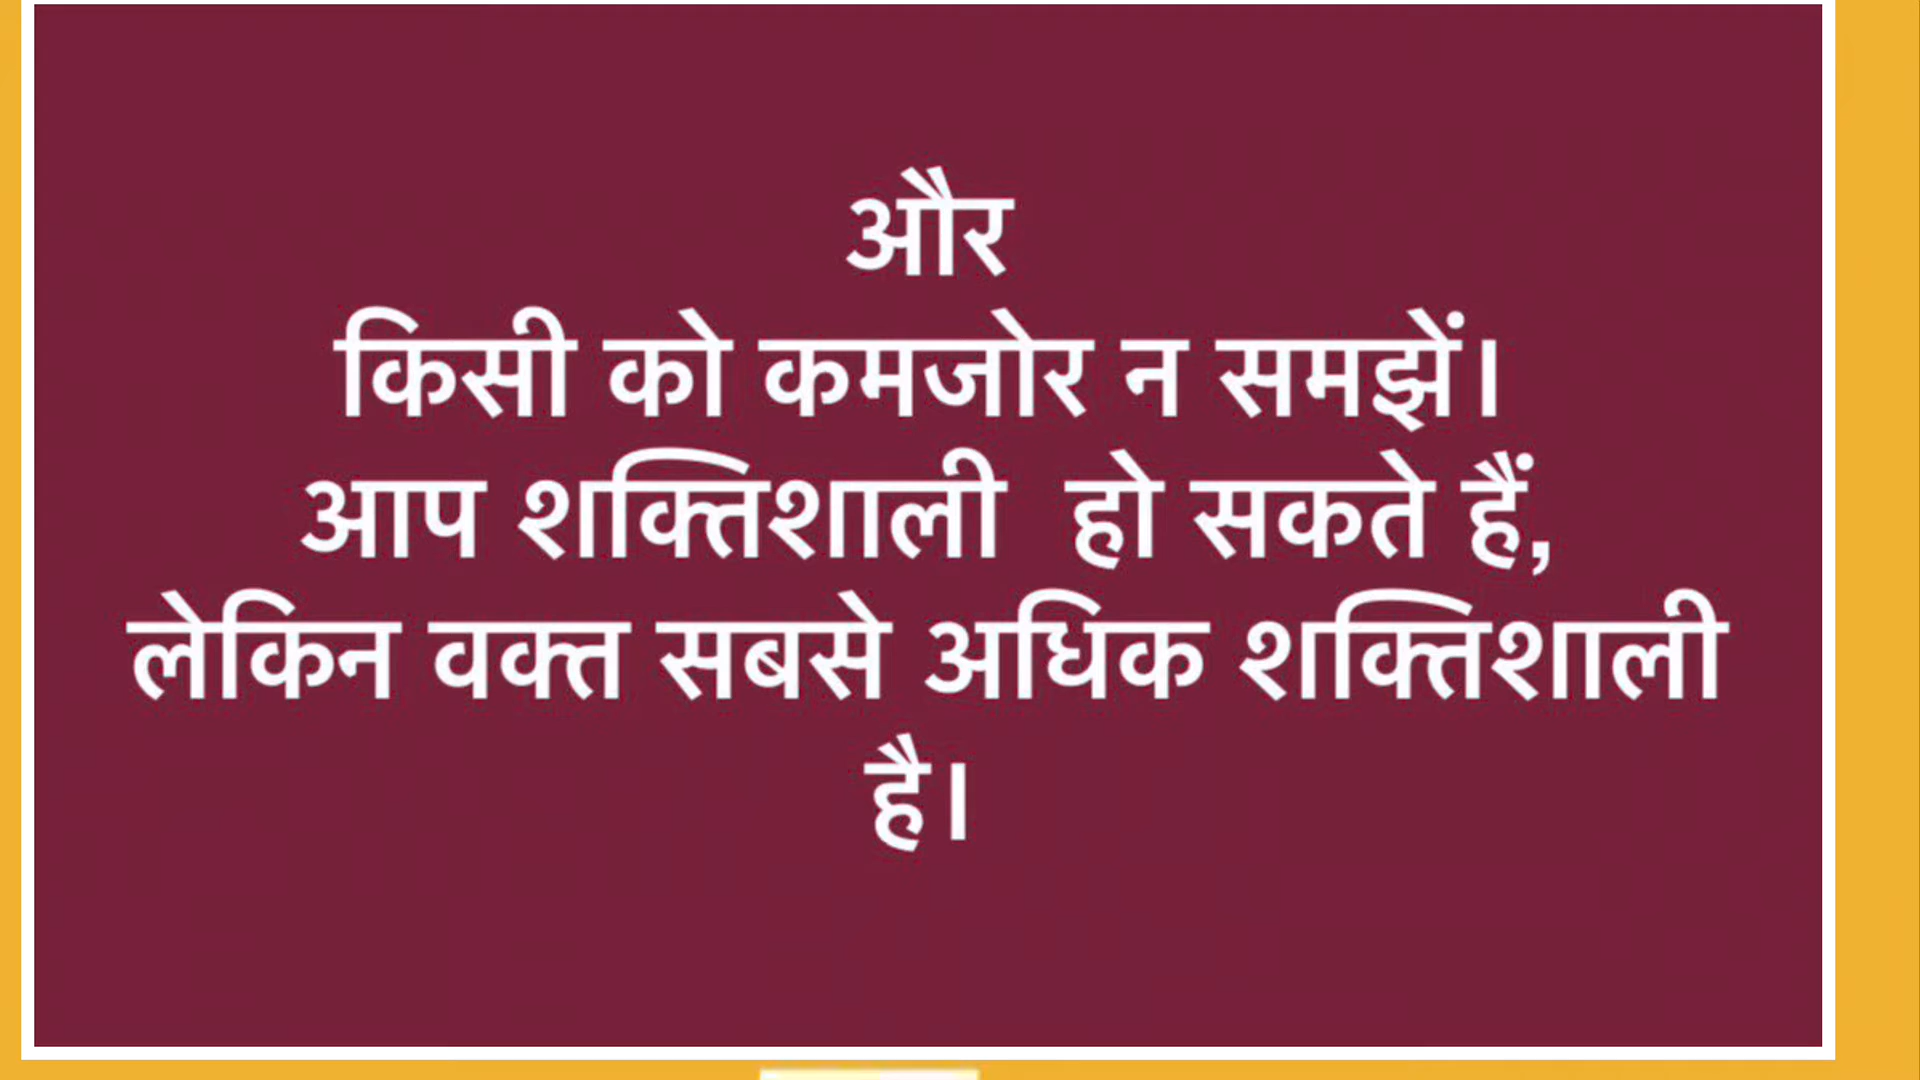 और
किसी को कमजोर न समझें।
आप शक्तिशाली  हो सकते हैं,
लेकिन वक्त सबसे अधिक शक्तिशाली
है।